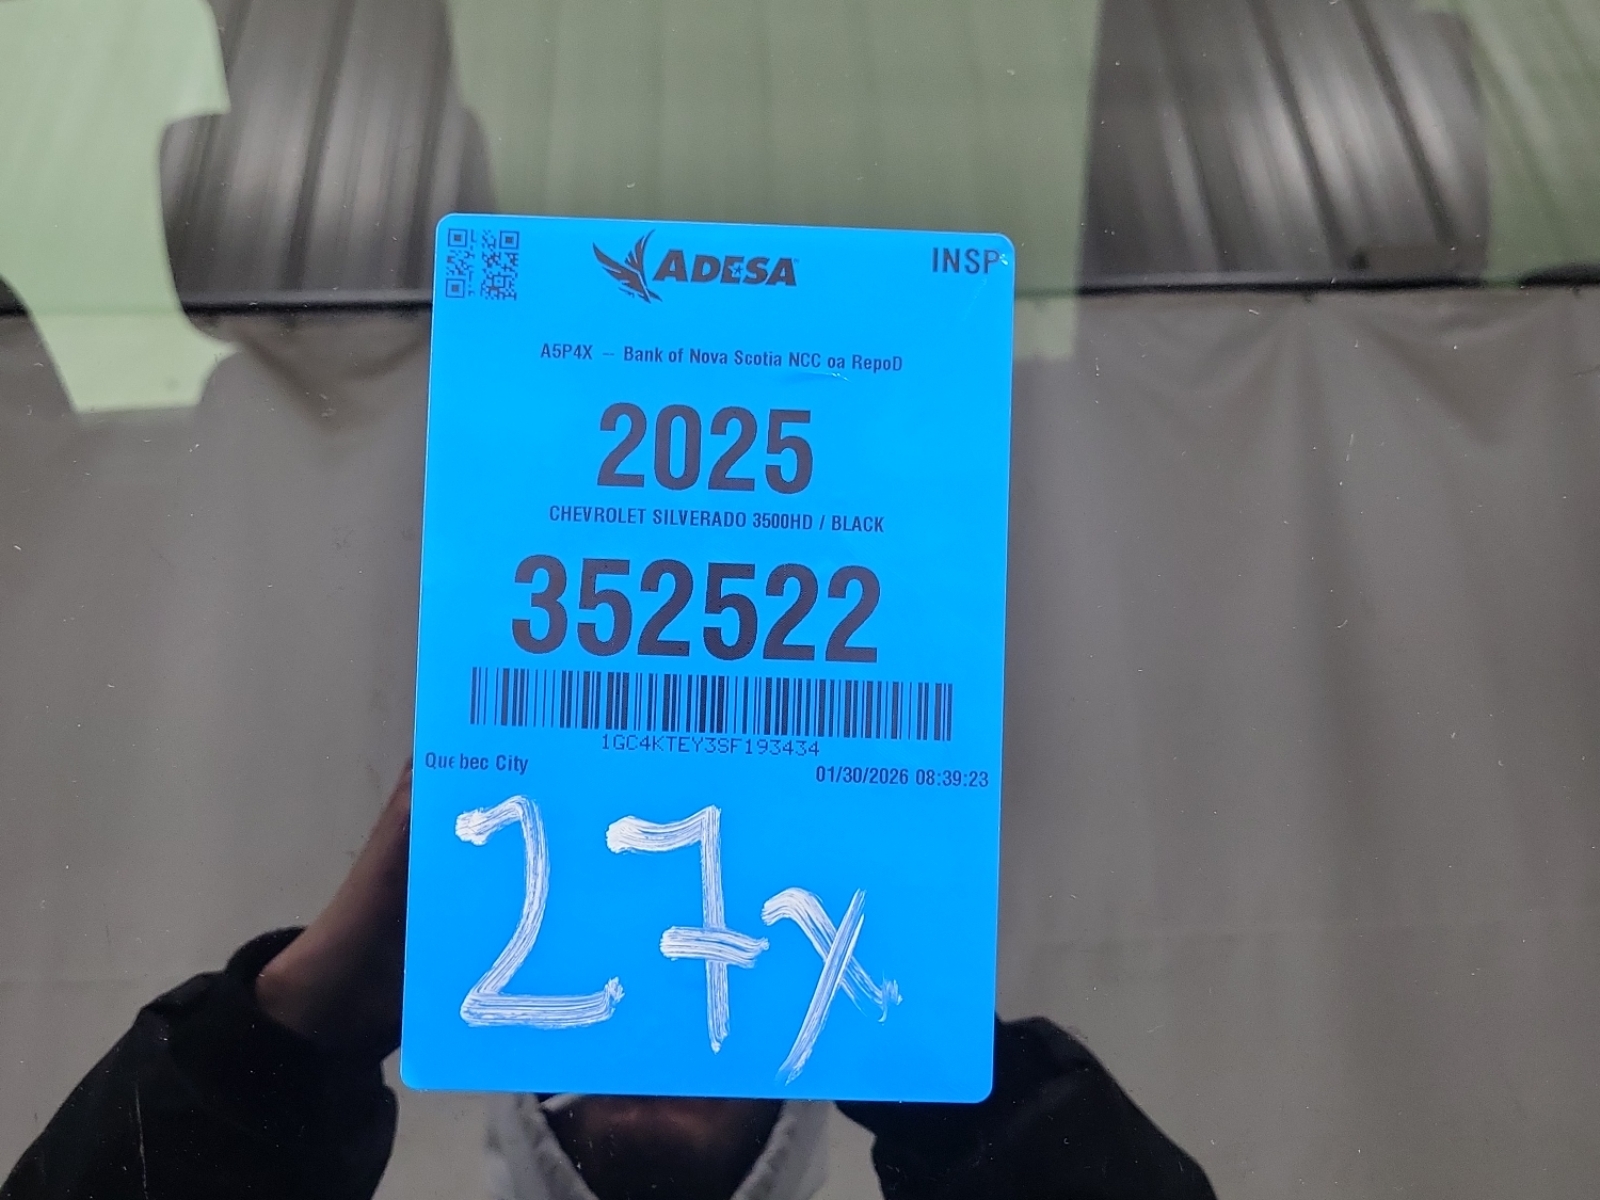 ADESA
INSP
A5P4X – Bank of Nova Scotia NCC oa RepoD
2025
CHEVROLET SILVERADO 3500HD / BLACK
352522
1GC4KTEY3SF193434
Quebec City
01/30/2026 08:39:23
27x